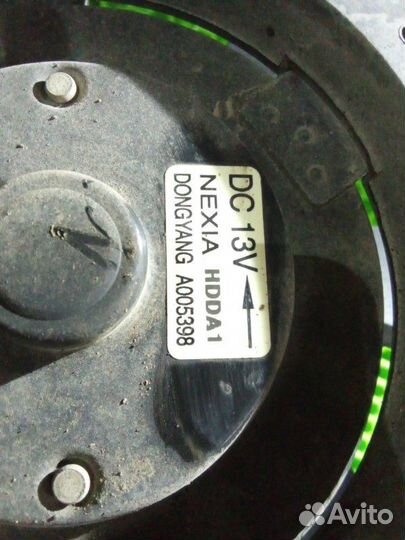 DC 13V
NEXIA HDDA1
DONGYANG A005398
Avito